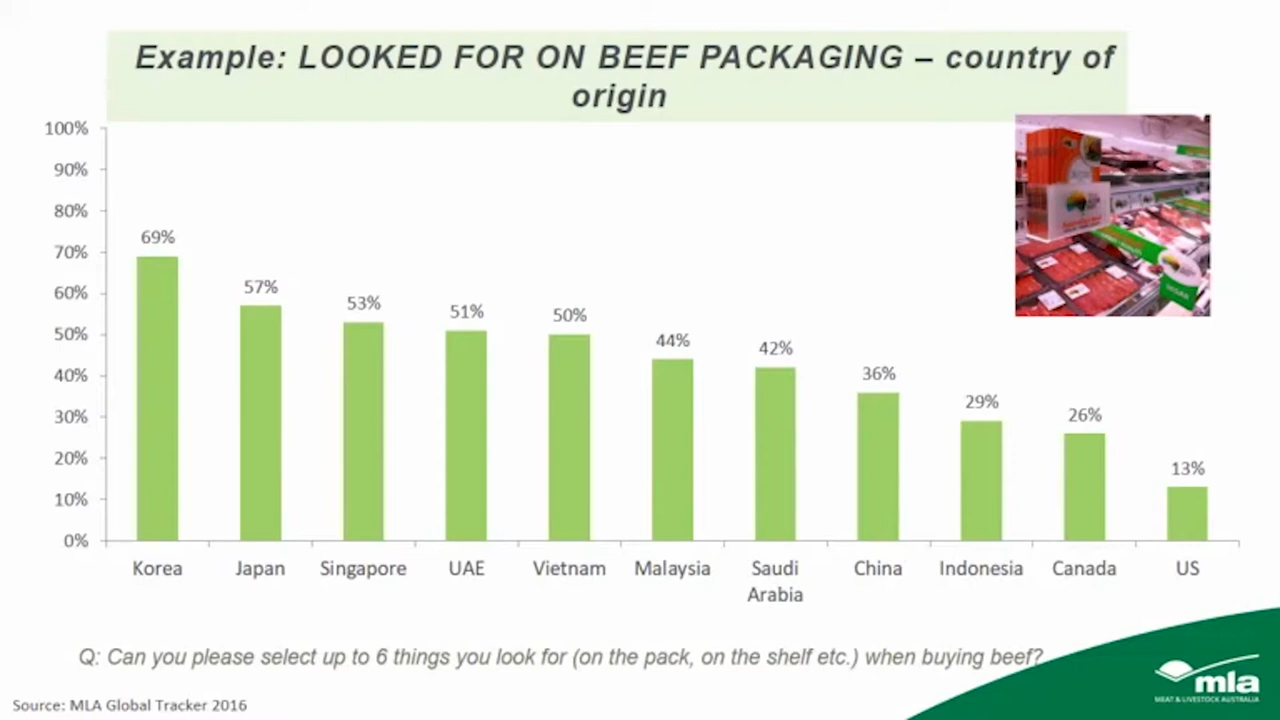 Example: LOOKED FOR ON BEEF PACKAGING – country of
origin
100%
90%
80%
70%
60%
50%
40%
30%
20%
10%
0%
69%
57%
53%
51%
50%
44%
42%
36%
29%
26%
13%
Korea
Japan
Singapore
UAE
Vietnam
Malaysia
Saudi
Arabia
China
Indonesia
Canada
US
Q: Can you please select up to 6 things you look for (on the pack, on the shelf etc.) when buying beef?
mla
MEAT & LIVESTOCK AUSTRALIA
Source: MLA Global Tracker 2016